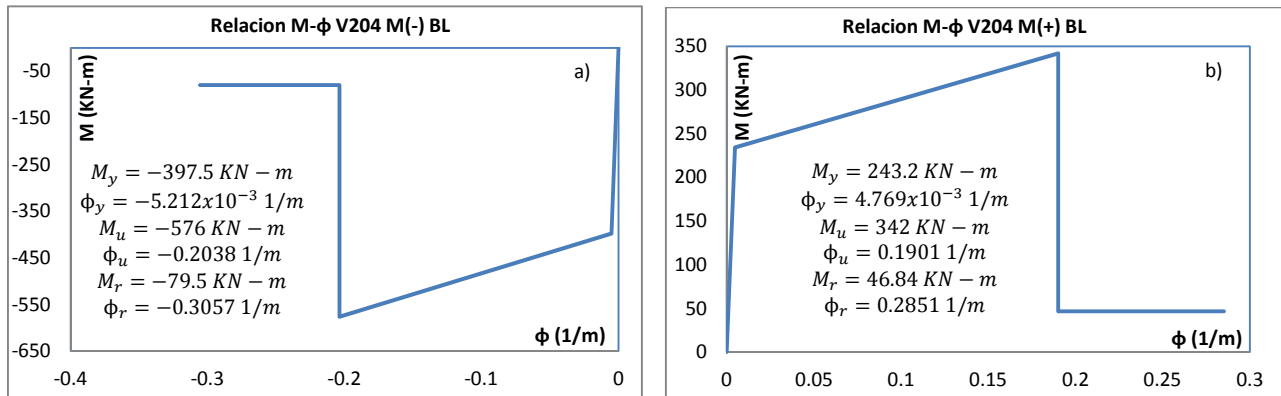 Relacion M-ϕ V204 M(-) BL
a)
M (KN-m)
-50
-150
-250
-350
-450
-550
-650
M_y = −397.5 KN − m
ϕ_y = −5.212x10^−3 1/m
M_u = −576 KN − m
ϕ_u = −0.2038 1/m
M_r = −79.5 KN − m
ϕ_r = −0.3057 1/m
ϕ (1/m)
-0.4 -0.3 -0.2 -0.1 0
Relacion M-ϕ V204 M(+) BL
b)
M (KN-m)
350
300
250
200
150
100
50
0
M_y = 243.2 KN − m
ϕ_y = 4.769x10^−3 1/m
M_u = 342 KN − m
ϕ_u = 0.1901 1/m
M_r = 46.84 KN − m
ϕ_r = 0.2851 1/m
ϕ (1/m)
0 0.05 0.1 0.15 0.2 0.25 0.3